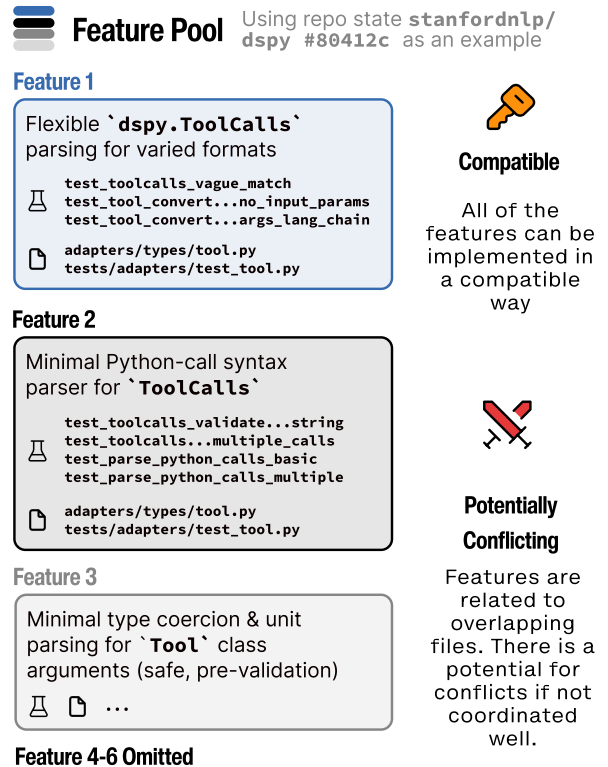 Feature Pool
Using repo state stanfordnlp/
dspy #80412c as an example
Feature 1
Flexible `dspy.ToolCalls`
parsing for varied formats
test_toolcalls_vague_match
test_tool_convert...no_input_params
test_tool_convert...args_lang_chain
adapters/types/tool.py
tests/adapters/test_tool.py
Feature 2
Minimal Python-call syntax
parser for `ToolCalls`
test_toolcalls_validate...string
test_toolcalls...multiple_calls
test_parse_python_calls_basic
test_parse_python_calls_multiple
adapters/types/tool.py
tests/adapters/test_tool.py
Feature 3
Minimal type coercion & unit
parsing for `Tool` class
arguments (safe, pre-validation)
...
Feature 4-6 Omitted
Compatible
All of the
features can be
implemented in
a compatible
way
Potentially
Conflicting
Features are
related to
overlapping
files. There is a
potential for
conflicts if not
coordinated
well.